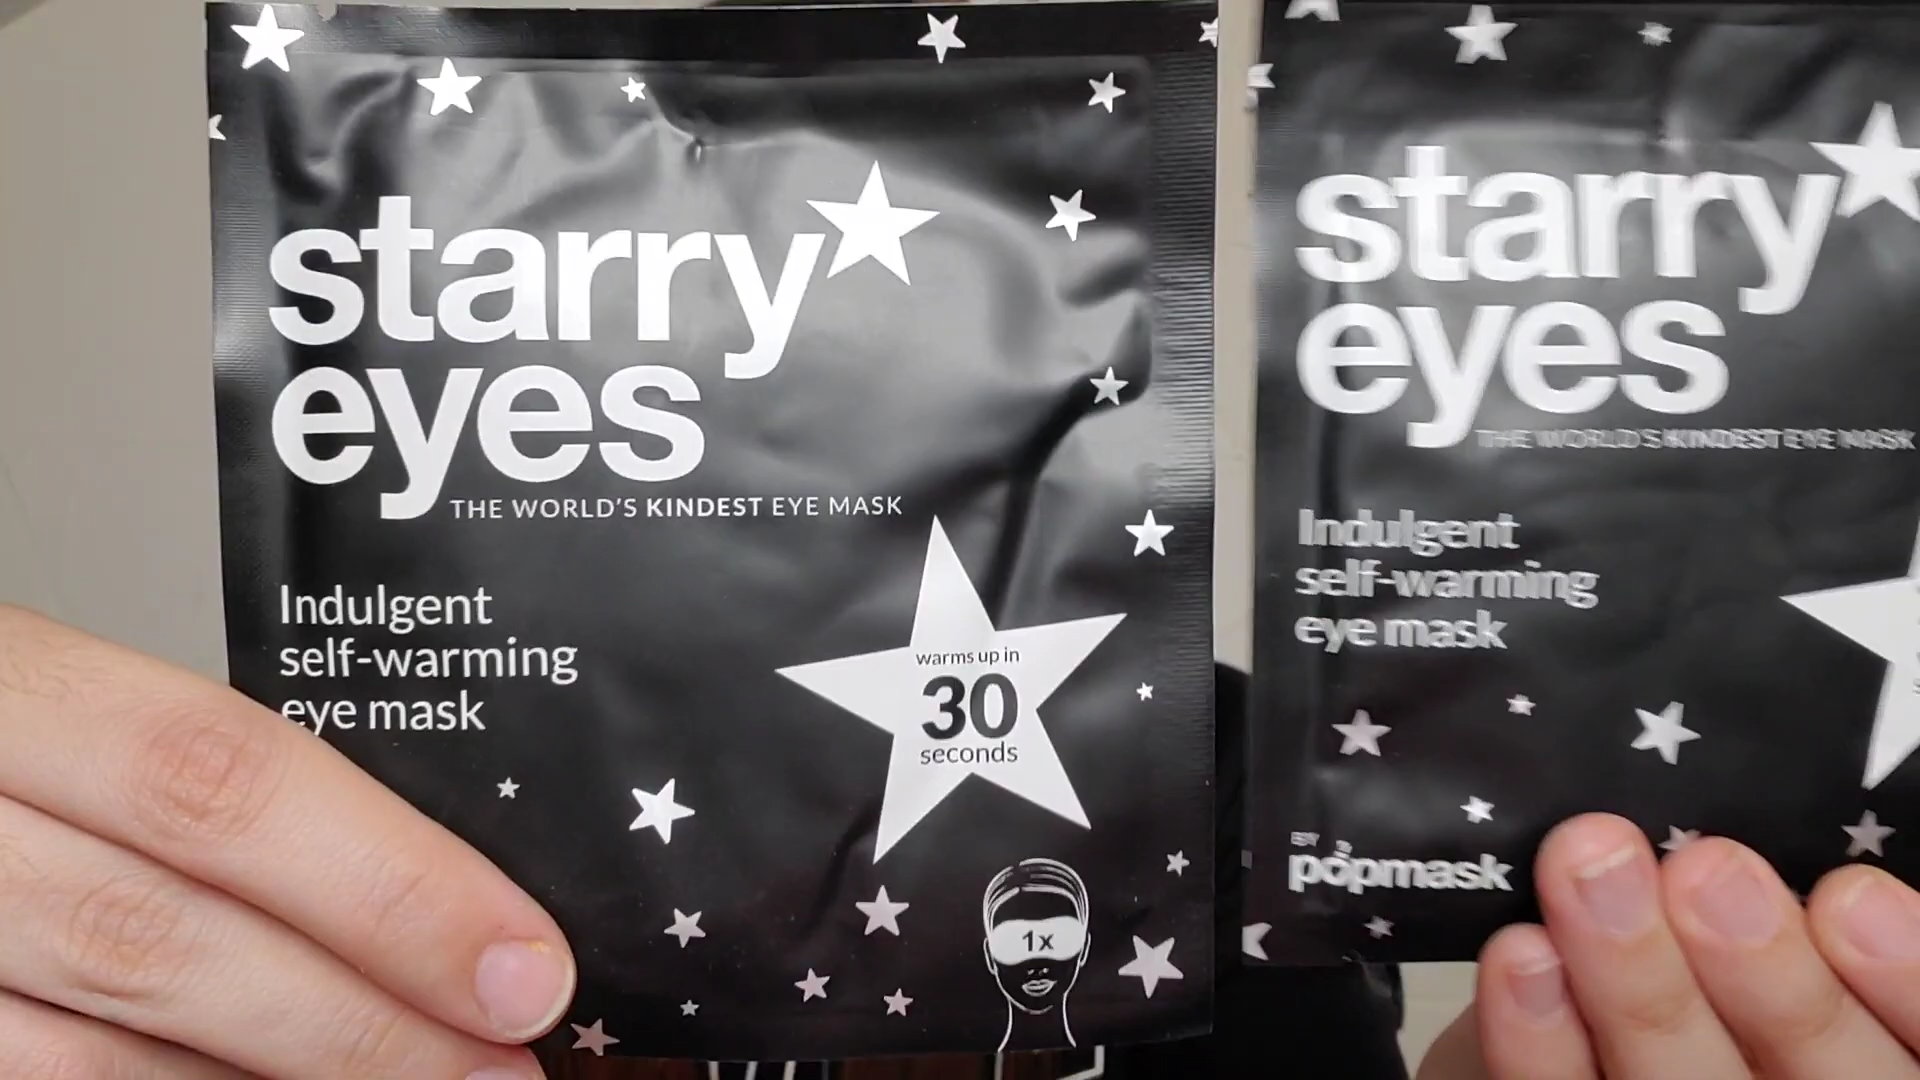 starry
eyes
THE WORLD'S KINDEST EYE MASK
Indulgent
self-warming
eye mask
warms up in
30
seconds
1x
starry
eyes
THE WORLD'S KINDEST EYE MASK
Indulgent
self-warming
eye mask
BY
popmask